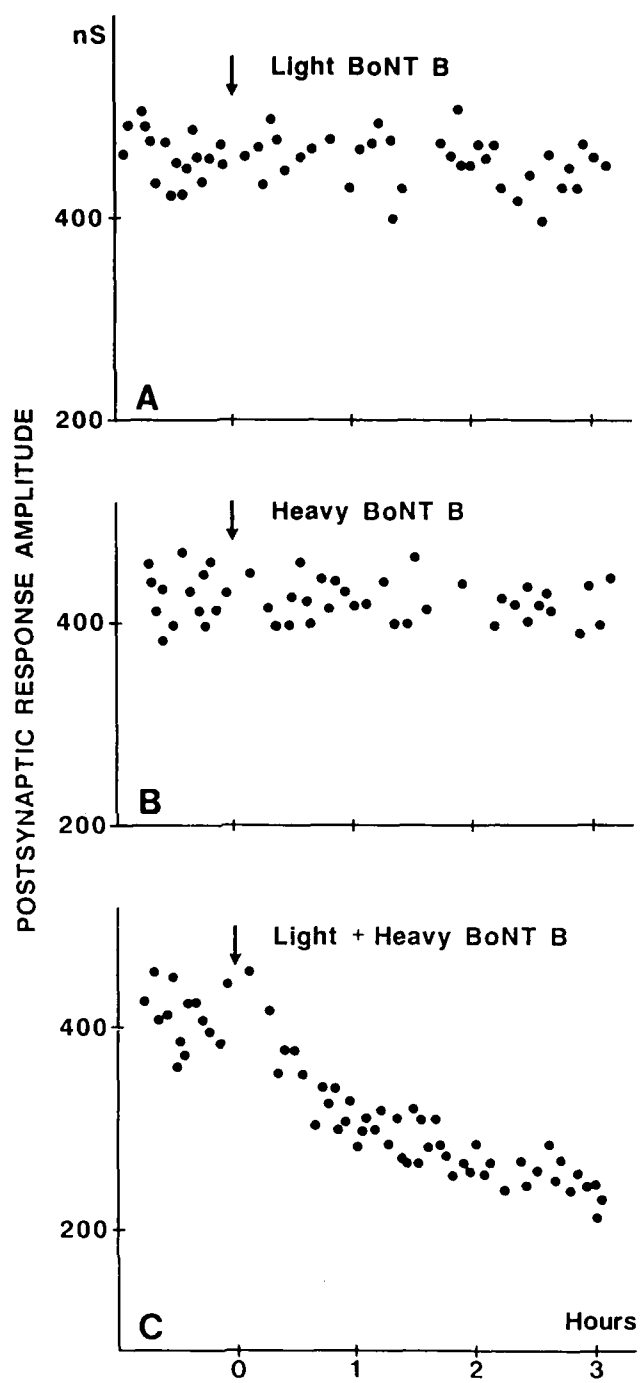 nS
Light BoNT B
400
A
200
POSTSYNAPTIC RESPONSE AMPLITUDE
Heavy BoNT B
400
B
200
Light + Heavy BoNT B
400
200
C
Hours
0 1 2 3